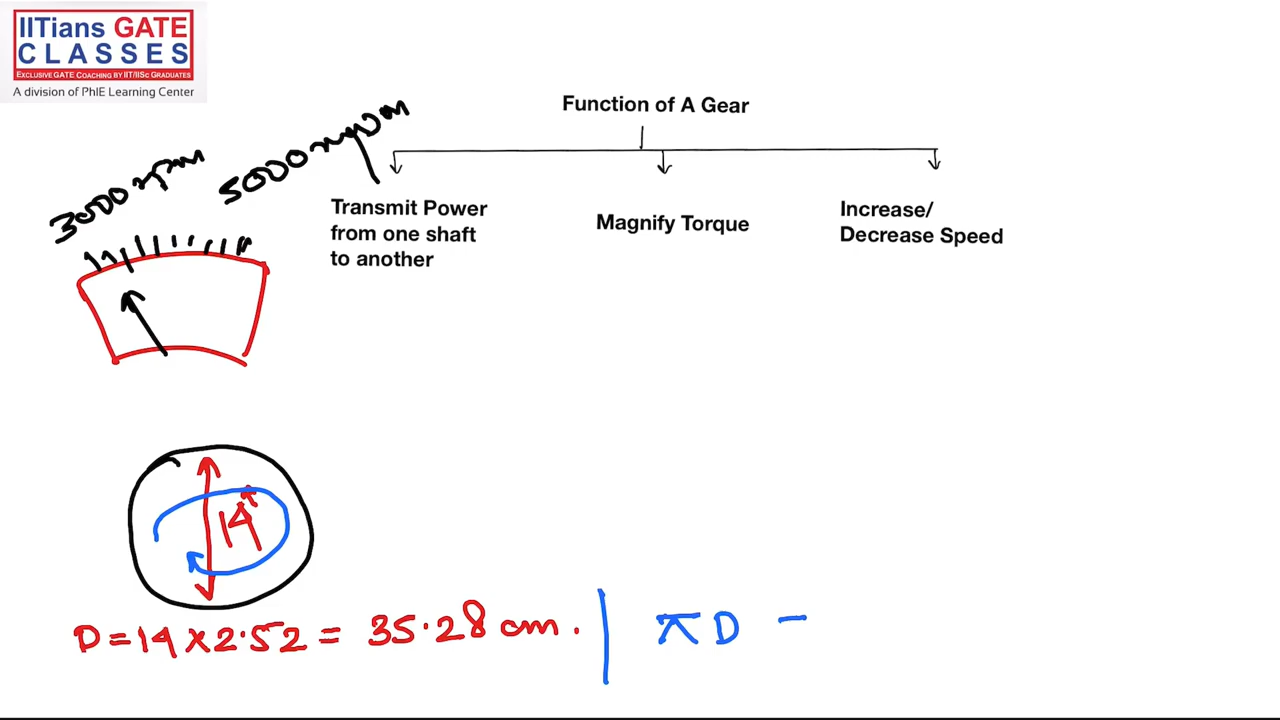 IITians GATE
CLASSES
EXCLUSIVE GATE COACHING BY IIT/IISC GRADUATES
A division of PhIE Learning Center
Function of A Gear
3000 rpm
5000 rpm
Transmit Power
from one shaft
to another
Magnify Torque
Increase/
Decrease Speed
14"
D=14×2.52= 35.28 cm.
πD =